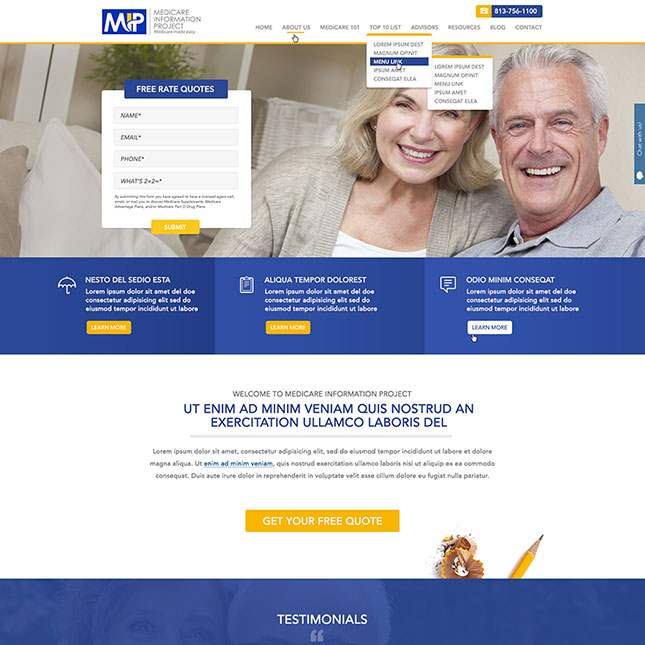 MIP
MEDICARE
INFORMATION
PROJECT
Medicare made easy
813-756-1100
HOME ABOUT US MEDICARE 101 TOP 10 LIST ADVISORS RESOURCES BLOG CONTACT
LOREM IPSUM DEST
MAGNUM OPINIT
MENU LINK
IPSUM AMET
CONSEQAT ELEA
LOREM IPSUM DEST
MAGNUM OPINIT
MENU LINK
IPSUM AMET
CONSEQAT ELEA
FREE RATE QUOTES
NAME*
EMAIL*
PHONE*
WHAT'S 2+2=*
By submitting this form you have agreed to have a licensed agent call,
email, or mail you to discuss Medicare Supplements, Medicare
Advantage Plans, and/or Medicare Part D Drug Plans.
SUBMIT
Chat with us!
NESTO DEL SEDIO ESTA
Lorem ipsum dolor sit amet
consectetur adipisicing elit sed do
eiusmod tempor incididunt ut labore
LEARN MORE
ALIQUA TEMPOR DOLOREST
Lorem ipsum dolor sit amet
consectetur adipisicing elit sed do
eiusmod tempor incididunt ut labore
LEARN MORE
ODIO MINIM CONSEQAT
Lorem ipsum dolor sit amet
consectetur adipisicing elit sed do
eiusmod tempor incididunt ut labore
LEARN MORE
WELCOME TO MEDICARE INFORMATION PROJECT
UT ENIM AD MINIM VENIAM QUIS NOSTRUD AN
EXERCITATION ULLAMCO LABORIS DEL
Lorem ipsum dolor sit amet, consectetur adipisicing elit, sed do eiusmod tempor incididunt ut labore et dolore
magna aliqua. Ut enim ad minim veniam, quis nostrud exercitation ullamco laboris nisi ut aliquip ex ea commodo
consequat. Duis aute irure dolor in reprehenderit in voluptate velit esse cillum dolore eu fugiat nulla pariatur.
GET YOUR FREE QUOTE
TESTIMONIALS
“